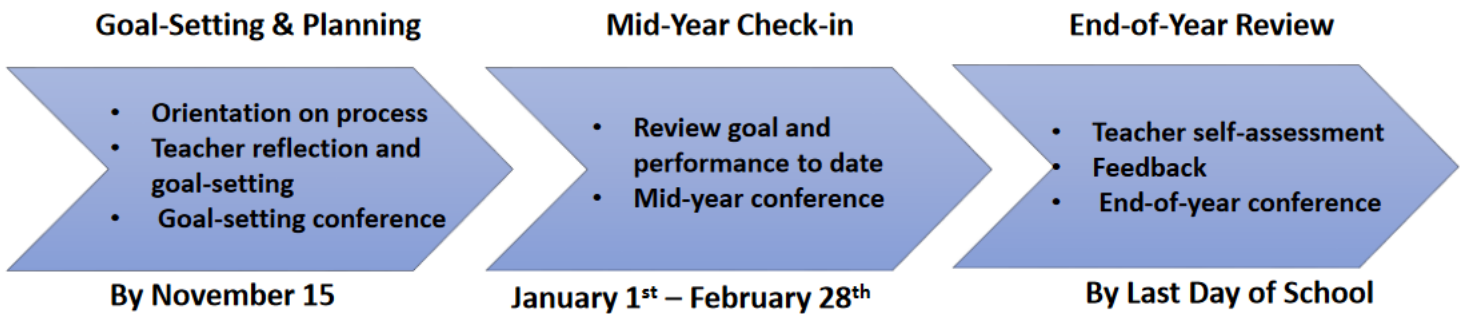 Goal-Setting & Planning
• Orientation on process
• Teacher reflection and
goal-setting
• Goal-setting conference
By November 15
Mid-Year Check-in
• Review goal and
performance to date
• Mid-year conference
January 1st – February 28th
End-of-Year Review
• Teacher self-assessment
• Feedback
• End-of-year conference
By Last Day of School